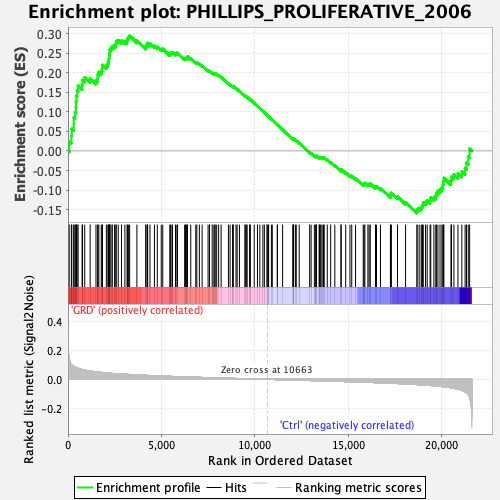 Enrichment plot: PHILLIPS_PROLIFERATIVE_2006
Enrichment score (ES)
0.30
0.25
0.20
0.15
0.10
0.05
0.00
-0.05
-0.10
-0.15
'GRD' (positively correlated)
Ranked list metric (Signal2Noise)
0.4
0.2
0.0
-0.2
Zero cross at 10663
'Ctrl' (negatively correlated)
0
5,000
10,000
15,000
20,000
Rank in Ordered Dataset
Enrichment profile
Hits
Ranking metric scores